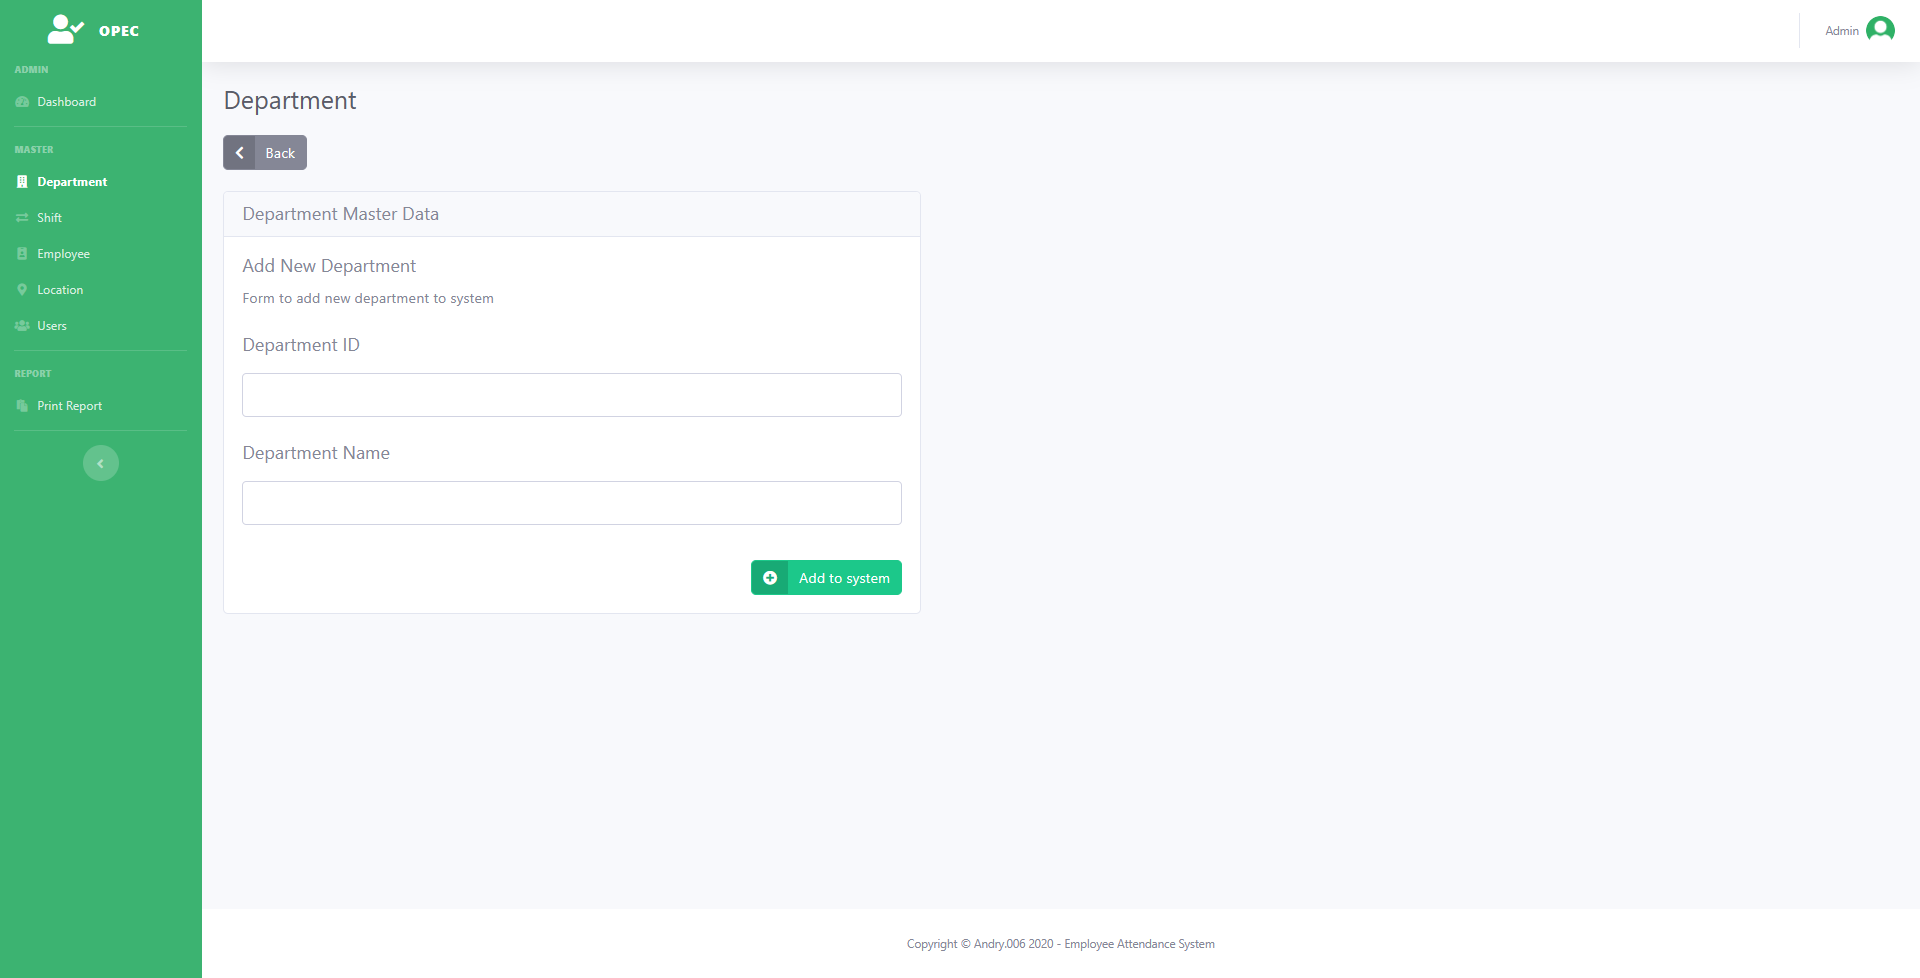 OPEC
Admin
ADMIN
Dashboard
MASTER
Department
Shift
Employee
Location
Users
REPORT
Print Report
Department
Back
Department Master Data
Add New Department
Form to add new department to system
Department ID
Department Name
Add to system
Copyright © Andry.006 2020 - Employee Attendance System